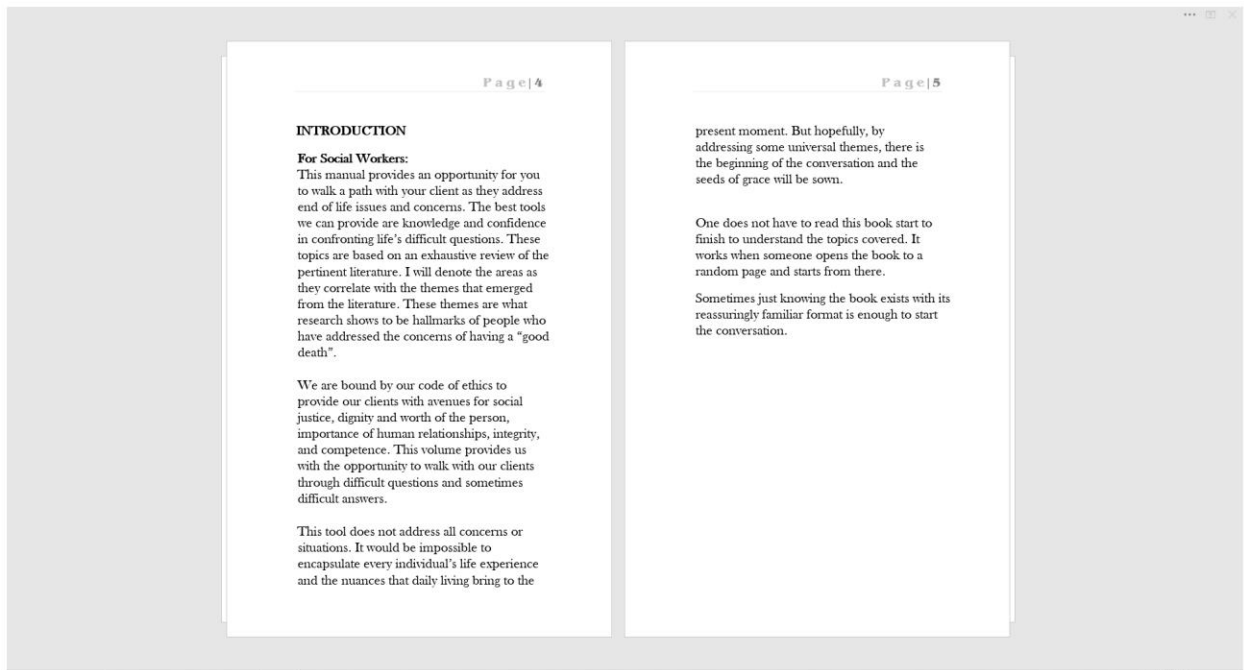 Page|4
INTRODUCTION
For Social Workers:
This manual provides an opportunity for you
to walk a path with your client as they address
end of life issues and concerns. The best tools
we can provide are knowledge and confidence
in confronting life’s difficult questions. These
topics are based on an exhaustive review of the
pertinent literature. I will denote the areas as
they correlate with the themes that emerged
from the literature. These themes are what
research shows to be hallmarks of people who
have addressed the concerns of having a “good
death”.
We are bound by our code of ethics to
provide our clients with avenues for social
justice, dignity and worth of the person,
importance of human relationships, integrity,
and competence. This volume provides us
with the opportunity to walk with our clients
through difficult questions and sometimes
difficult answers.
This tool does not address all concerns or
situations. It would be impossible to
encapsulate every individual’s life experience
and the nuances that daily living bring to the
Page|5
present moment. But hopefully, by
addressing some universal themes, there is
the beginning of the conversation and the
seeds of grace will be sown.
One does not have to read this book start to
finish to understand the topics covered. It
works when someone opens the book to a
random page and starts from there.
Sometimes just knowing the book exists with its
reassuringly familiar format is enough to start
the conversation.